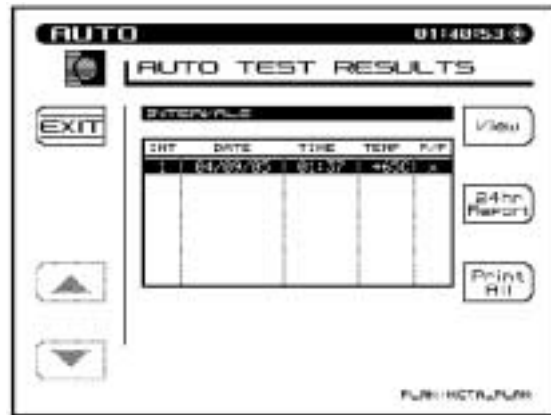 AUTO 01:40:53
AUTO TEST RESULTS
EXIT
INTERVALS
View
INT DATE TIME TEMP P/F
1 04/09/05 01:37 +65C
24hr
Report
Print
All